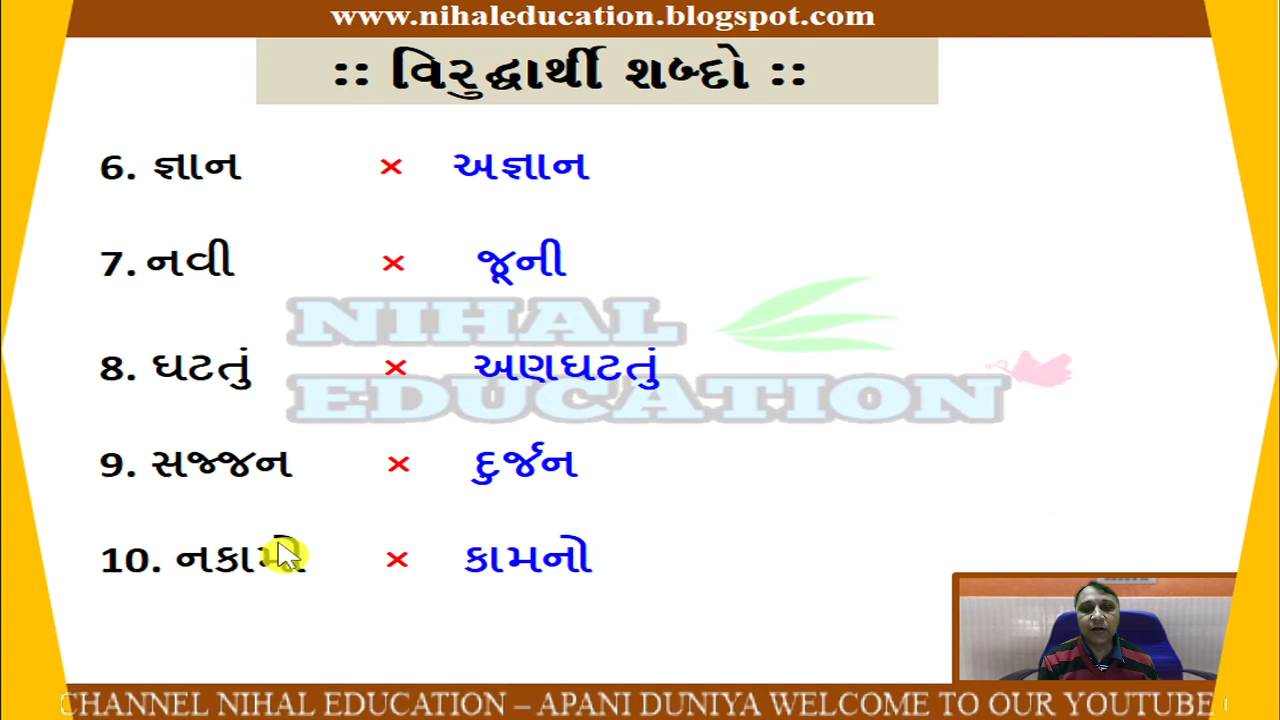 www.nihaleducation.blogspot.com
:: વિરુદ્ધાર્થી શબ્દો ::
6. જ્ઞાન × અજ્ઞાન
7. નવી × જૂની
NIHAL
8. ઘટતું × અણઘટતું
EDUCATION
9. સજ્જન × દુર્જન
10. નકામો × કામનો
CHANNEL NIHAL EDUCATION – APANI DUNIYA WELCOME TO OUR YOUTUBE